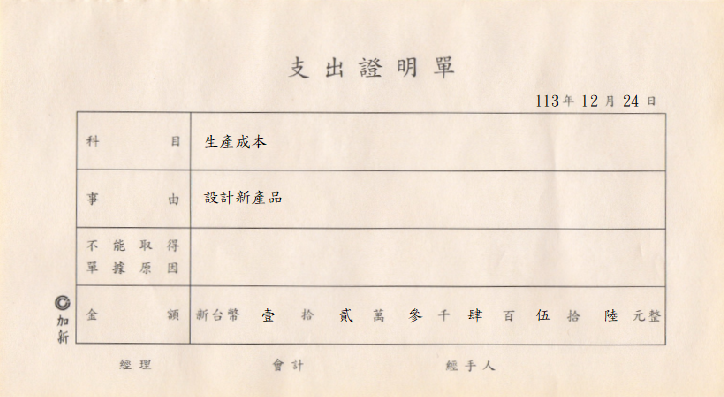 支出證明單
113年 12月 24日
科目 生產成本
事由 設計新產品
不能取得
單據原因
金額 新台幣 壹拾貳萬參千肆百伍拾陸元整
加新
經理 會計 經手人